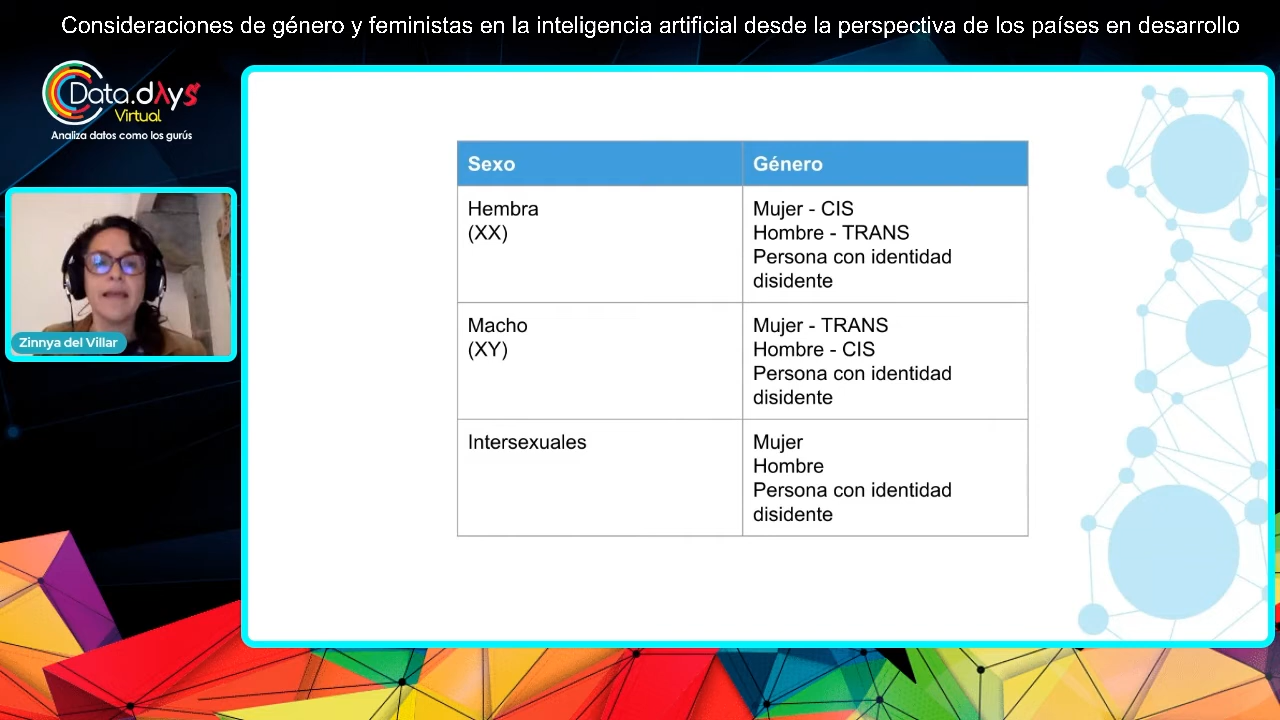 Consideraciones de género y feministas en la inteligencia artificial desde la perspectiva de los países en desarrollo
Data.dAys
Virtual
Analiza datos como los gurús
Zinnya del Villar
Sexo
Género
Hembra
(XX)
Mujer - CIS
Hombre - TRANS
Persona con identidad
disidente
Macho
(XY)
Mujer - TRANS
Hombre - CIS
Persona con identidad
disidente
Intersexuales
Mujer
Hombre
Persona con identidad
disidente